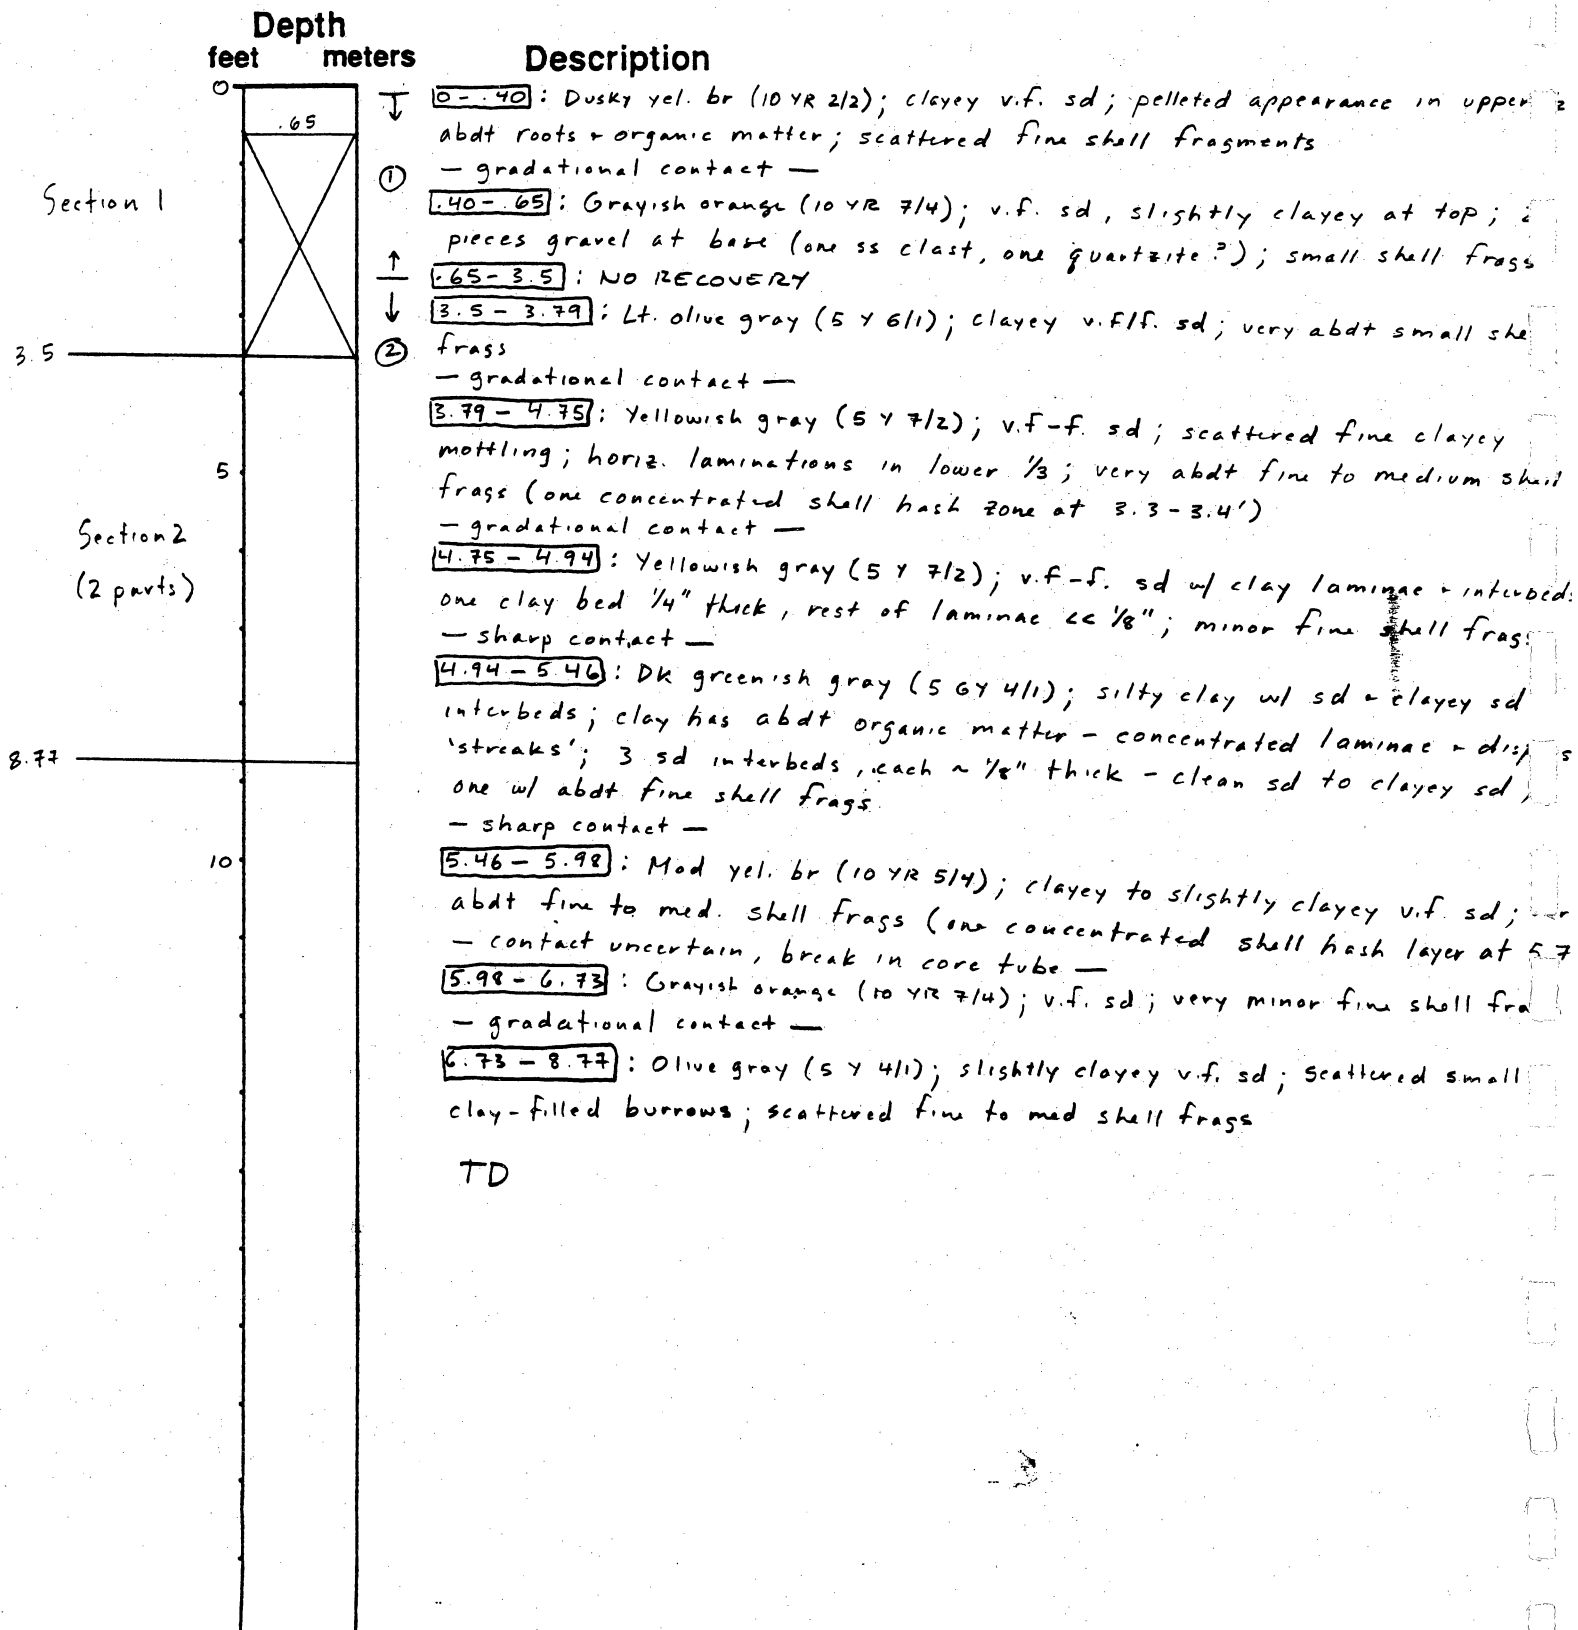 Depth
feet meters Description
0
.65
Section 1
3.5
5
Section 2
(2 parts)
8.77
10
① ②
0 - .40: Dusky yel. br (10 YR 2/2); clayey v.f. sd; pelleted appearance in upper
abdt roots + organic matter; scattered fine shell fragments
— gradational contact —
.40 - .65: Grayish orange (10 YR 7/4); v.f. sd, slightly clayey at top;
pieces gravel at base (one ss clast, one quartzite?); small shell frags
.65 - 3.5: NO RECOVERY
3.5 - 3.79: Lt. olive gray (5 Y 6/1); clayey v.f/f. sd; very abdt small she
frags
— gradational contact —
3.79 - 4.75: Yellowish gray (5 Y 7/2); v.f-f. sd; scattered fine clayey
mottling; horiz. laminations in lower 1/3; very abdt fine to medium shell
frags (one concentrated shell hash zone at 3.3-3.4')
— gradational contact —
4.75 - 4.94: Yellowish gray (5 Y 7/2); v.f-f. sd w/ clay laminae + interbeds
one clay bed 1/4" thick, rest of laminae << 1/8"; minor fine shell frags
— sharp contact —
4.94 - 5.46: DK greenish gray (5 GY 4/1); silty clay w/ sd + clayey sd
interbeds; clay has abdt organic matter - concentrated laminae + disp
'streaks'; 3 sd interbeds, each ~ 1/8" thick - clean sd to clayey sd,
one w/ abdt fine shell frags
— sharp contact —
5.46 - 5.98: Mod yel. br (10 YR 5/4); clayey to slightly clayey v.f. sd;
abdt fine to med. shell frags (one concentrated shell hash layer at 5.7
— contact uncertain, break in core tube —
5.98 - 6.73: Grayish orange (10 YR 7/4); v.f. sd; very minor fine shell fra
— gradational contact —
6.73 - 8.77: Olive gray (5 Y 4/1); slightly clayey v.f. sd; scattered small
clay-filled burrows; scattered fine to med shell frags
TD